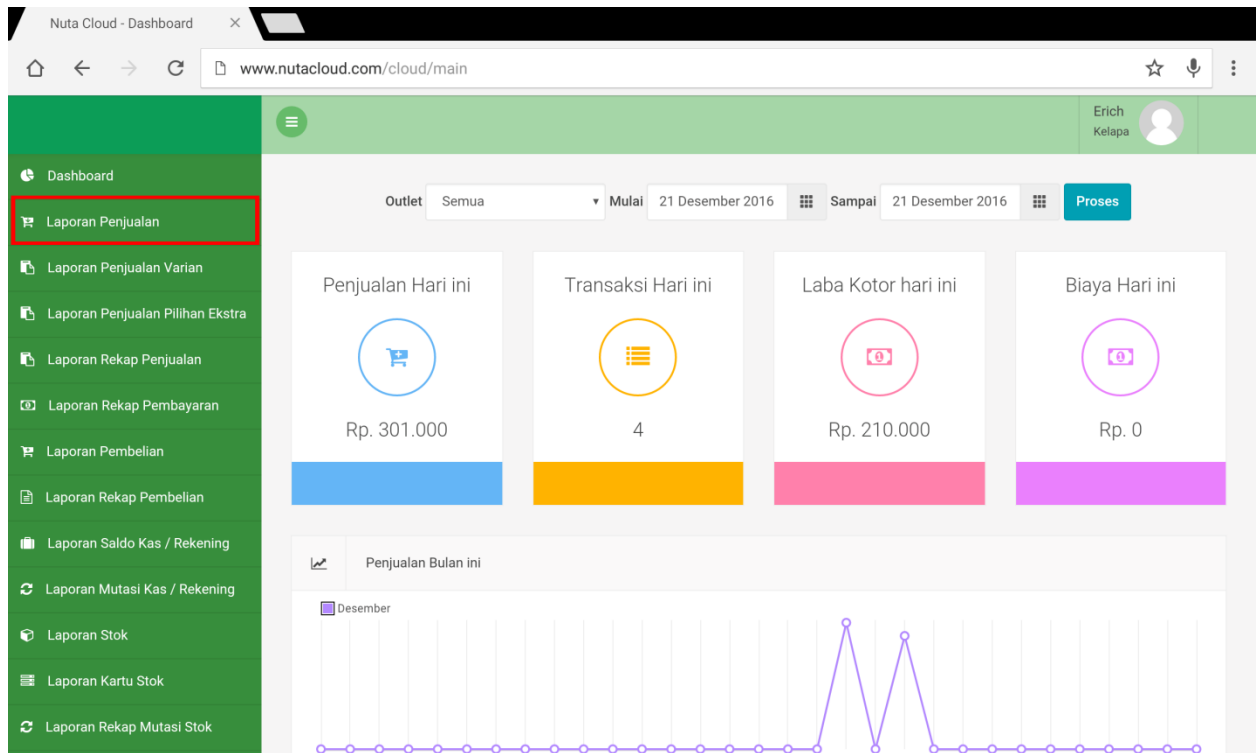 Nuta Cloud - Dashboard
www.nutacloud.com/cloud/main
Erich
Kelapa
Dashboard
Laporan Penjualan
Laporan Penjualan Varian
Laporan Penjualan Pilihan Ekstra
Laporan Rekap Penjualan
Laporan Rekap Pembayaran
Laporan Pembelian
Laporan Rekap Pembelian
Laporan Saldo Kas / Rekening
Laporan Mutasi Kas / Rekening
Laporan Stok
Laporan Kartu Stok
Laporan Rekap Mutasi Stok
Outlet Semua Mulai 21 Desember 2016 Sampai 21 Desember 2016 Proses
Penjualan Hari ini
Rp. 301.000
Transaksi Hari ini
4
Laba Kotor hari ini
Rp. 210.000
Biaya Hari ini
Rp. 0
Penjualan Bulan ini
Desember